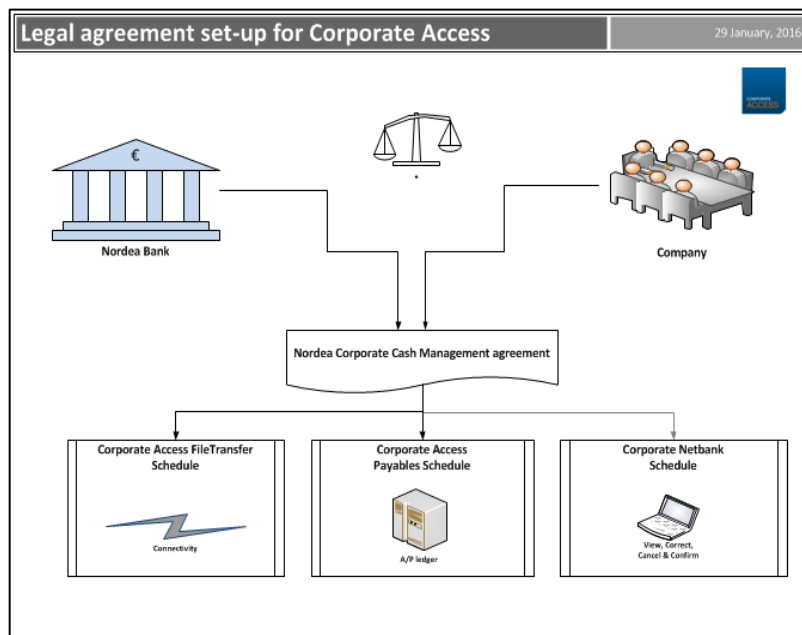 Legal agreement set-up for Corporate Access
29 January, 2016
CORPORATE
ACCESS
€
Nordea Bank
Company
Nordea Corporate Cash Management agreement
Corporate Access FileTransfer
Schedule
Connectivity
Corporate Access
Payables Schedule
A/P ledger
Corporate Netbank
Schedule
View, Correct,
Cancel & Confirm